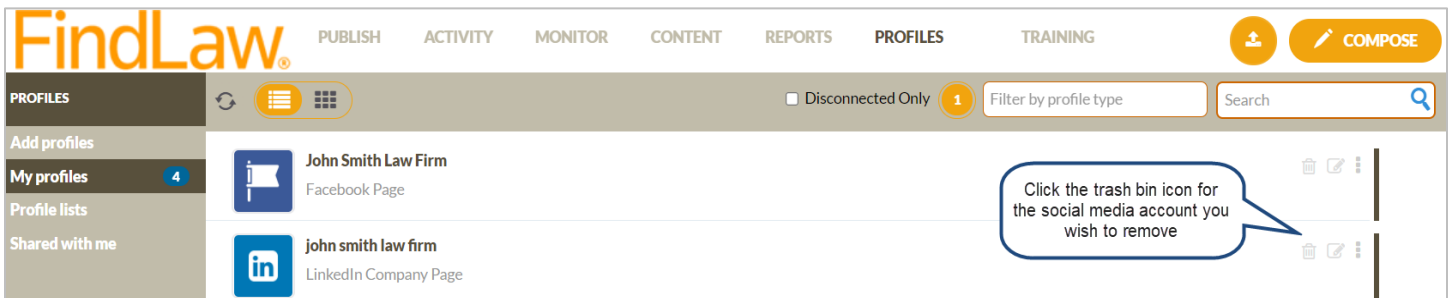 FindLaw®
PUBLISH ACTIVITY MONITOR CONTENT REPORTS PROFILES TRAINING COMPOSE
PROFILES
Disconnected Only 1 Filter by profile type Search
Add profiles
My profiles 4
Profile lists
Shared with me
John Smith Law Firm
Facebook Page
john smith law firm
LinkedIn Company Page
in
Click the trash bin icon for
the social media account you
wish to remove